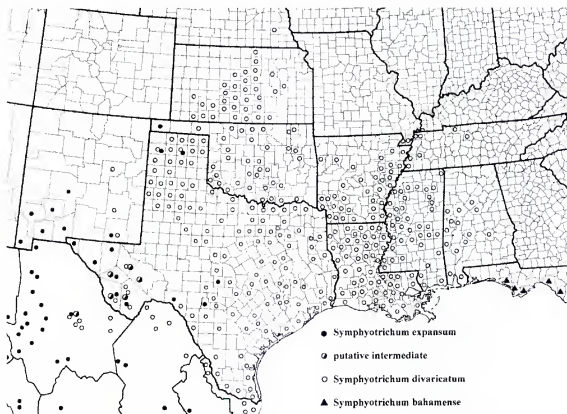 Symphyotrichum expansum
putative intermediate
Symphyotrichum divaricatum
Symphyotrichum bahamense